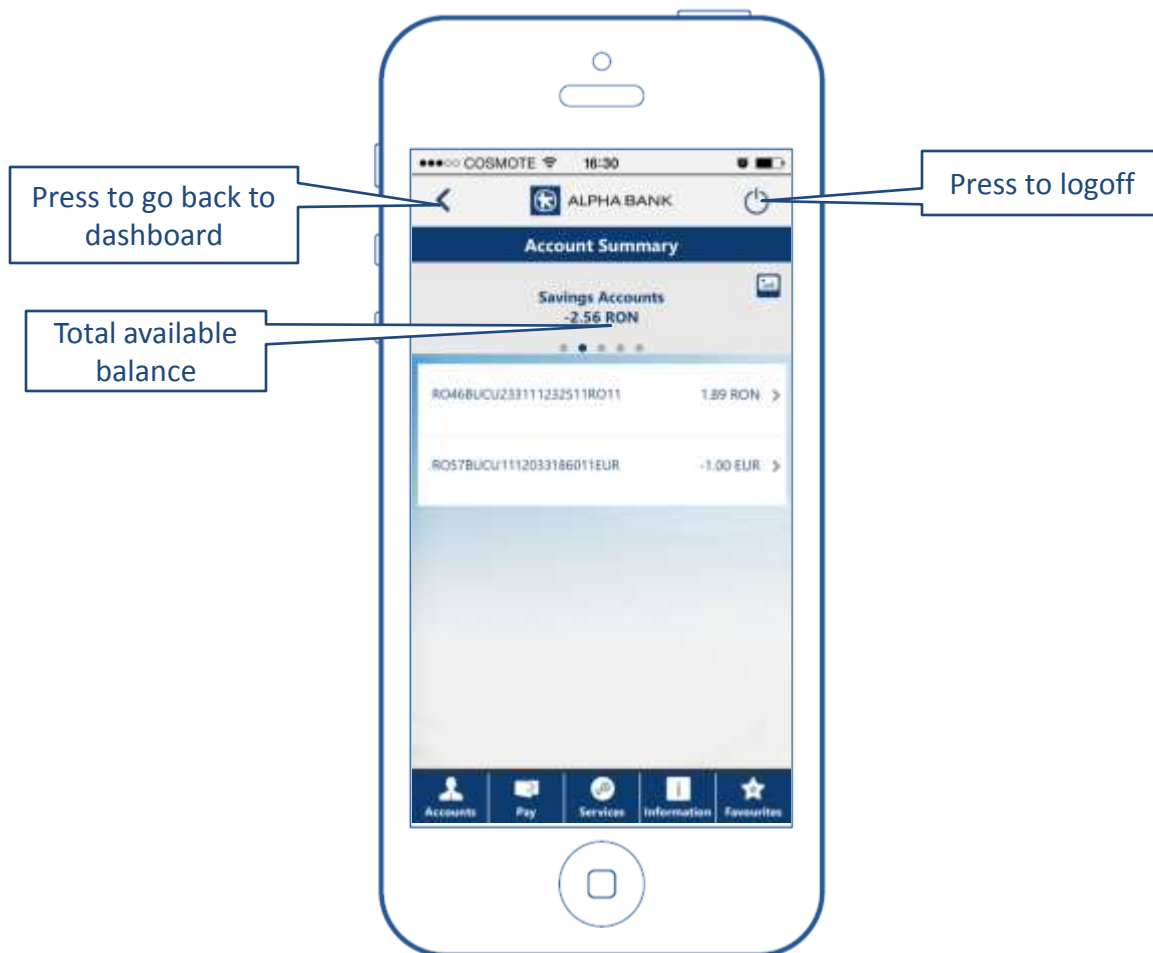 COSMOTE 16:30
Press to go back to
dashboard
ALPHA BANK
Press to logoff
Account Summary
Savings Accounts
-2.56 RON
Total available
balance
RO46BUCU233111232511RO11 1.89 RON
RO57BUCU1112033186011EUR -1.00 EUR
Accounts Pay Services Information Favourites